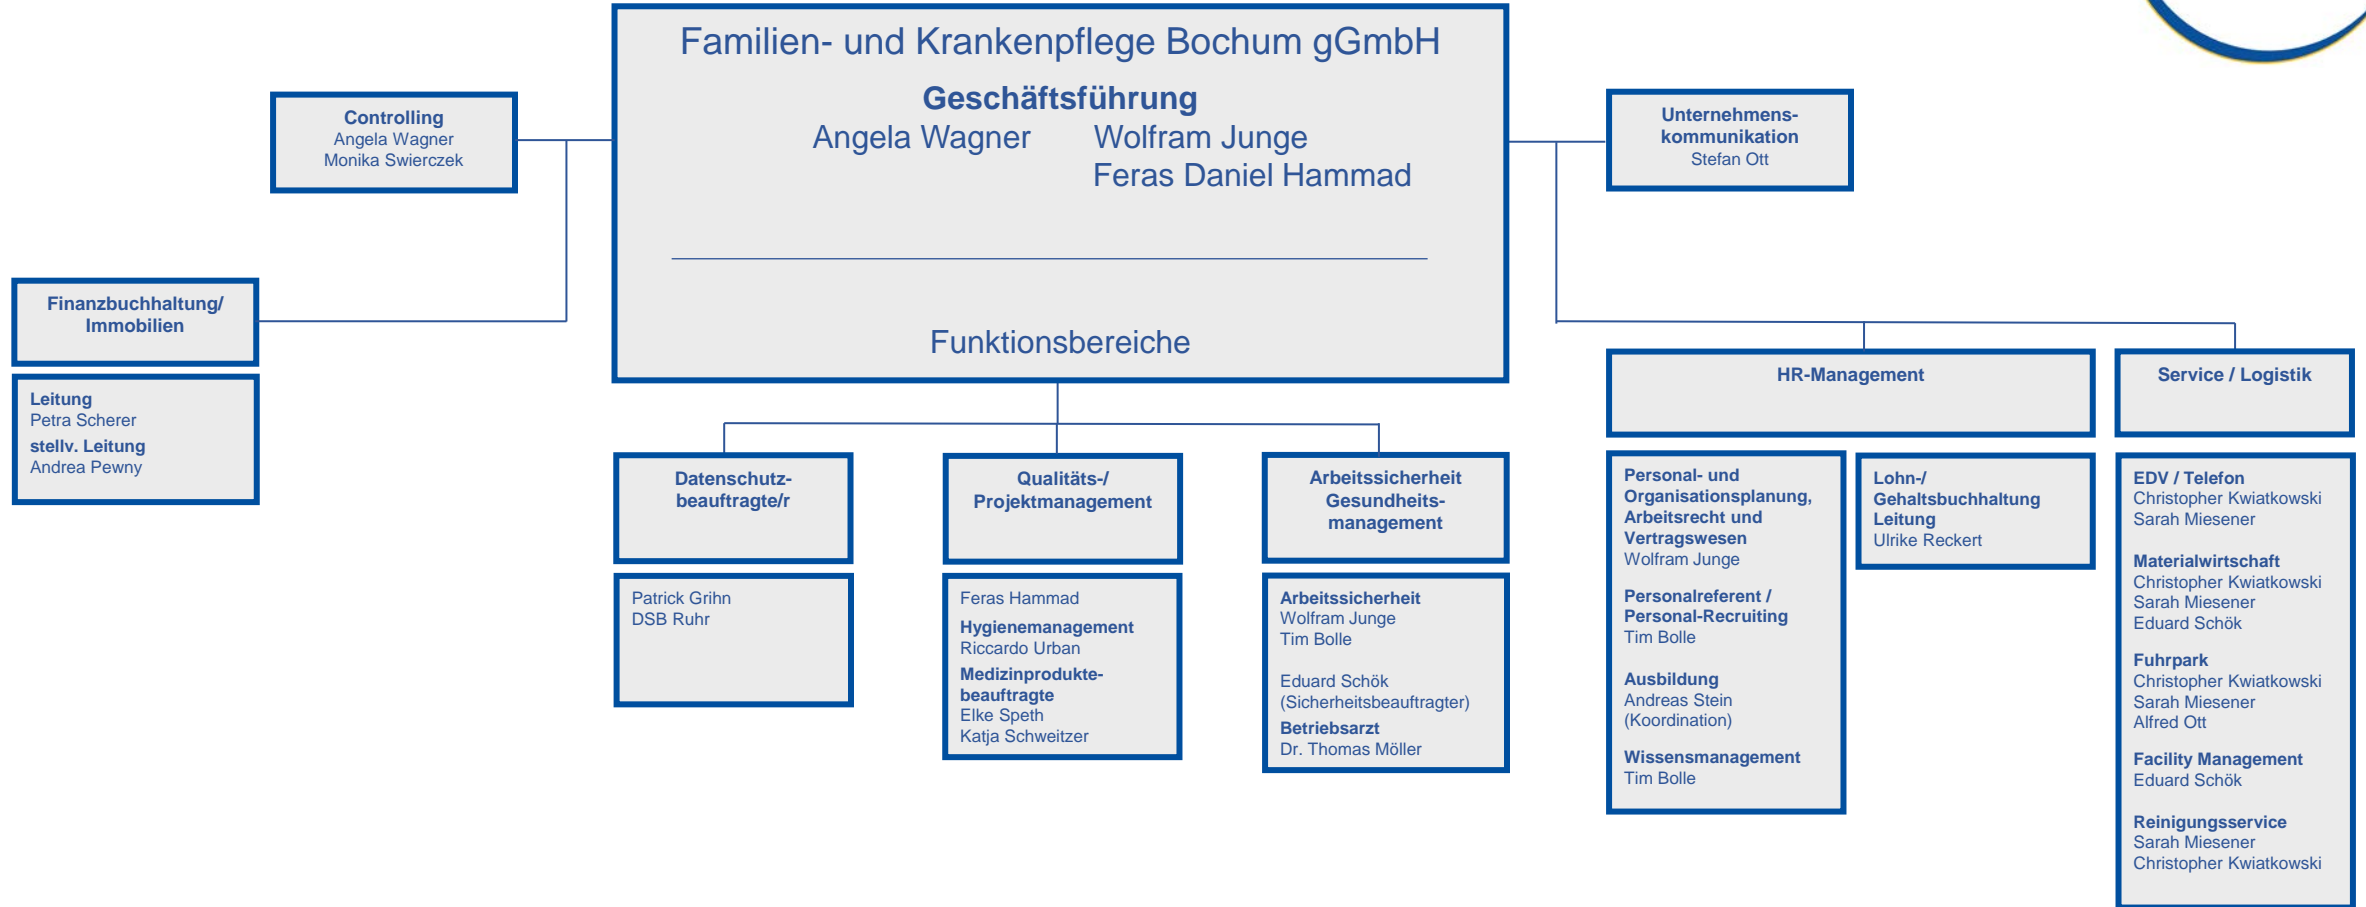 Familien- und Krankenpflege Bochum gGmbH
Geschäftsführung
Angela Wagner Wolfram Junge
Feras Daniel Hammad
Funktionsbereiche
Controlling
Angela Wagner
Monika Swierczek
Unternehmens-
kommunikation
Stefan Ott
Finanzbuchhaltung/
Immobilien
Leitung
Petra Scherer
stellv. Leitung
Andrea Pewny
Datenschutz-
beauftragte/r
Patrick Grihn
DSB Ruhr
Qualitäts-/
Projektmanagement
Feras Hammad
Hygienemanagement
Riccardo Urban
Medizinprodukte-
beauftragte
Elke Speth
Katja Schweitzer
Arbeitssicherheit
Gesundheits-
management
Arbeitssicherheit
Wolfram Junge
Tim Bolle
Eduard Schök
(Sicherheitsbeauftragter)
Betriebsarzt
Dr. Thomas Möller
HR-Management
Personal- und
Organisationsplanung,
Arbeitsrecht und
Vertragswesen
Wolfram Junge
Personalreferent /
Personal-Recruiting
Tim Bolle
Ausbildung
Andreas Stein
(Koordination)
Wissensmanagement
Tim Bolle
Lohn-/
Gehaltsbuchhaltung
Leitung
Ulrike Reckert
Service / Logistik
EDV / Telefon
Christopher Kwiatkowski
Sarah Miesener
Materialwirtschaft
Christopher Kwiatkowski
Sarah Miesener
Eduard Schök
Fuhrpark
Christopher Kwiatkowski
Sarah Miesener
Alfred Ott
Facility Management
Eduard Schök
Reinigungsservice
Sarah Miesener
Christopher Kwiatkowski